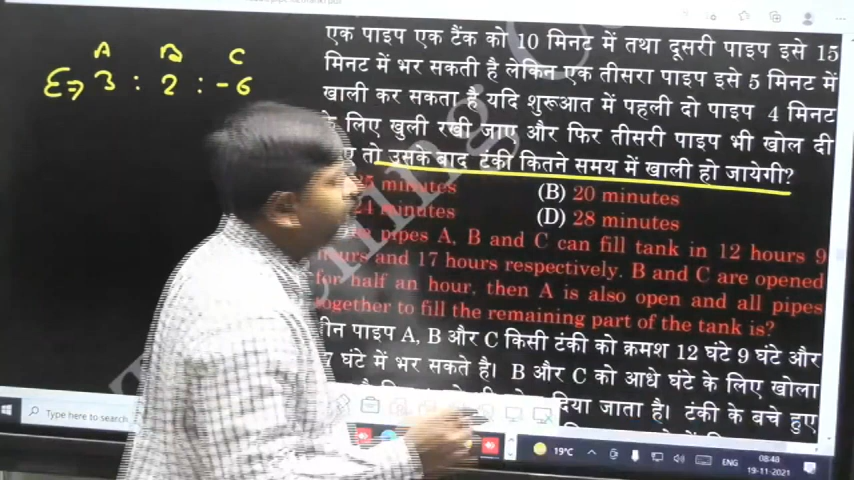 A B C
E⇒ 3 : 2 : -6
एक पाइप एक टैंक को 10 मिनट में तथा दूसरी पाइप इसे 15
मिनट में भर सकती है लेकिन एक तीसरा पाइप इसे 5 मिनट में
खाली कर सकता है यदि शुरूआत में पहली दो पाइप 4 मिनट
के लिए खुली रखी जाए और फिर तीसरी पाइप भी खोल दी
तो उसके बाद टंकी कितने समय में खाली हो जायेगी?
minutes (B) 20 minutes
24 minutes (D) 28 minutes
pipes A, B and C can fill tank in 12 hours 9
hours and 17 hours respectively. B and C are opened
for half an hour, then A is also open and all pipes
together to fill the remaining part of the tank is?
तीन पाइप A, B और C किसी टंकी को क्रमश 12 घंटे 9 घंटे और
घंटे में भर सकते है। B और C को आधे घंटे के लिए खोला
दिया जाता है। टंकी के बचे हुए
Type here to search
19°C ENG 08:48
19-11-2021